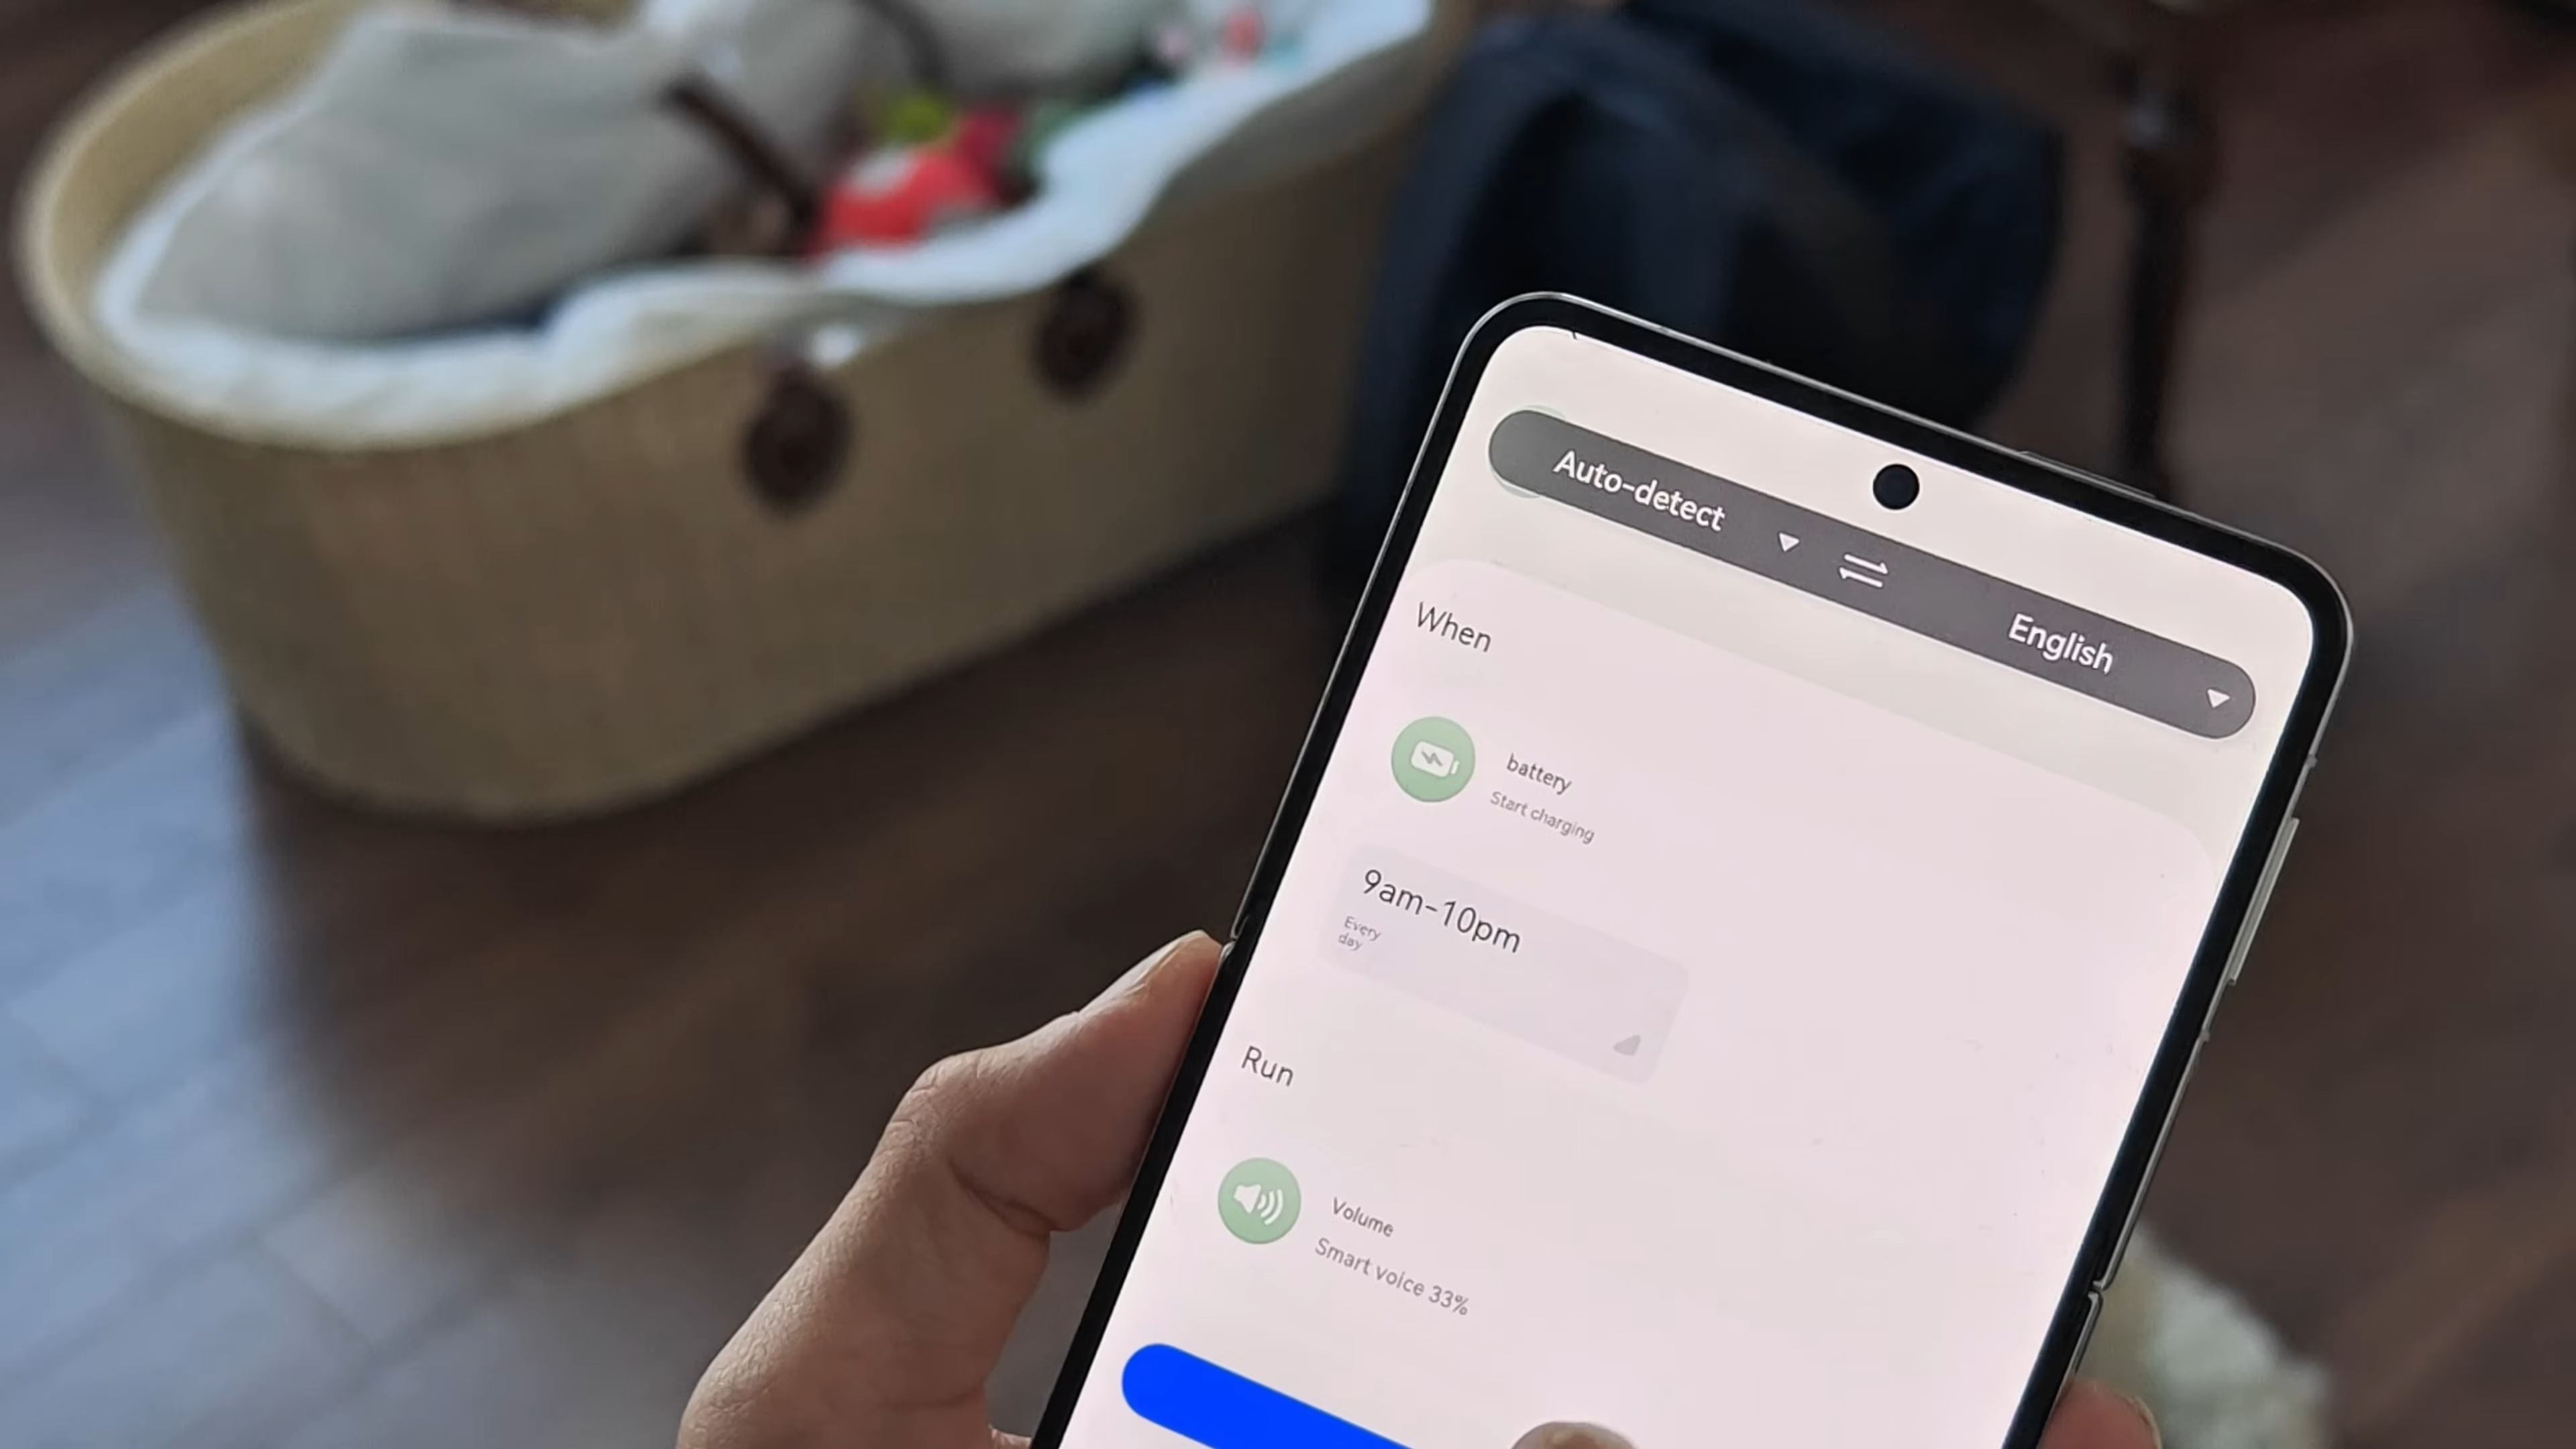 Auto-detect
English
When
battery
Start charging
9am-10pm
Every
day
Run
Volume
Smart voice 33%